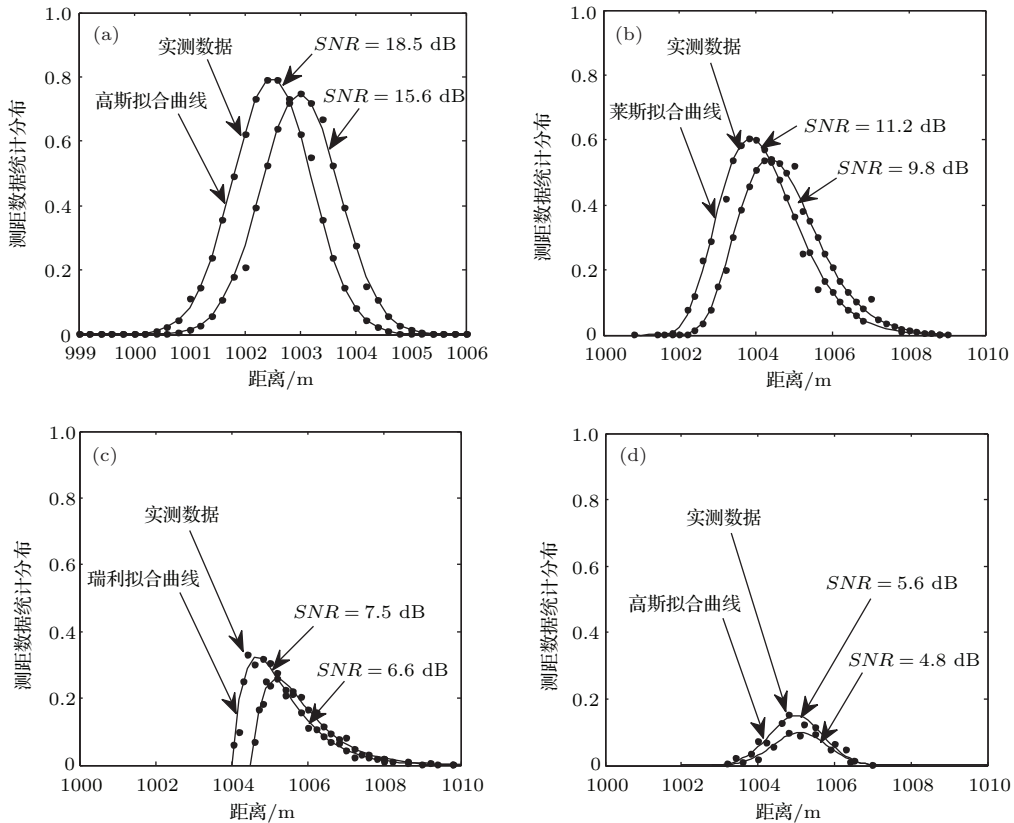 (a)
1.0
0.8
0.6
0.4
0.2
0
测距数据统计分布
实测数据
高斯拟合曲线
SNR = 18.5 dB
SNR = 15.6 dB
999 1000 1001 1002 1003 1004 1005 1006
距离/m
(b)
1.0
0.8
0.6
0.4
0.2
0
测距数据统计分布
实测数据
莱斯拟合曲线
SNR = 11.2 dB
SNR = 9.8 dB
1000 1002 1004 1006 1008 1010
距离/m
(c)
1.0
0.8
0.6
0.4
0.2
0
测距数据统计分布
实测数据
瑞利拟合曲线
SNR = 7.5 dB
SNR = 6.6 dB
1000 1002 1004 1006 1008 1010
距离/m
(d)
1.0
0.8
0.6
0.4
0.2
0
测距数据统计分布
实测数据
高斯拟合曲线
SNR = 5.6 dB
SNR = 4.8 dB
1000 1002 1004 1006 1008 1010
距离/m